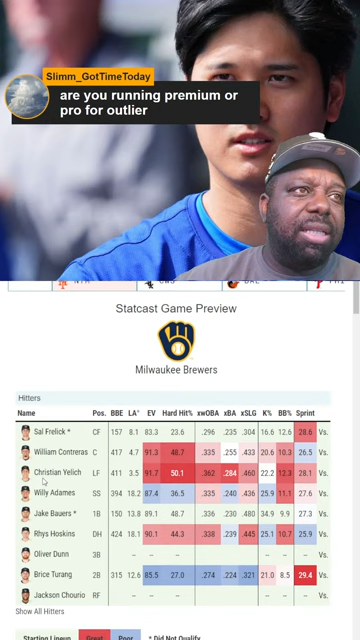 Slimm_GotTimeToday
are you running premium or
pro for outlier
NYM CWS BAL PHI
Statcast Game Preview
Milwaukee Brewers
Hitters
Name Pos. BBE LA° EV Hard Hit% xwOBA xBA xSLG K% BB% Sprint
Sal Frelick * CF 157 8.1 83.3 23.6 .296 .235 .304 16.6 12.6 28.6 Vs.
William Contreras C 417 4.7 91.3 48.7 .335 .255 .433 20.6 10.3 26.5 Vs.
Christian Yelich LF 411 3.5 91.7 50.1 .362 .284 .460 22.2 12.3 28.1 Vs.
Willy Adames SS 394 18.2 87.4 36.5 .335 .240 .436 25.9 11.1 27.6 Vs.
Jake Bauers * 1B 150 13.8 89.1 48.7 .336 .230 .480 34.9 9.9 27.3 Vs.
Rhys Hoskins DH 424 18.1 90.1 44.3 .338 .239 .445 25.1 10.7 25.9 Vs.
Oliver Dunn 3B -- -- -- -- -- -- -- -- -- -- Vs.
Brice Turang 2B 315 12.6 85.5 27.0 .274 .224 .321 21.0 8.5 29.4 Vs.
Jackson Chourio RF -- -- -- -- -- -- -- -- -- -- Vs.
Show All Hitters
Starting Lineup Great Poor * Did Not Qualify